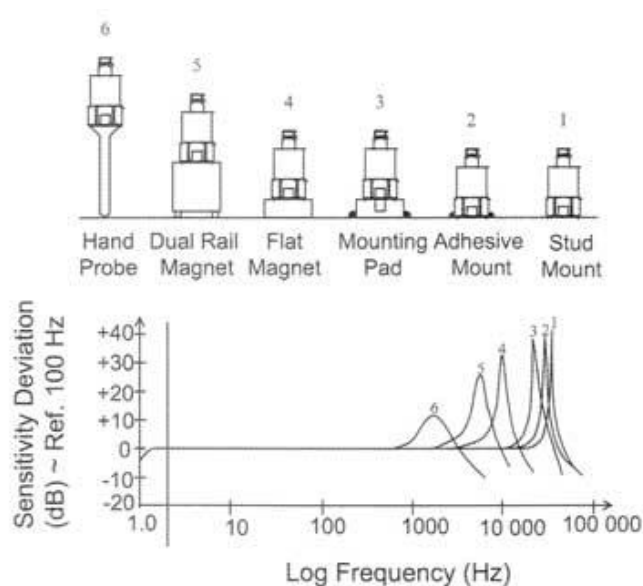 6
5
4
3
2
1
Hand Probe
Dual Rail Magnet
Flat Magnet
Mounting Pad
Adhesive Mount
Stud Mount
Sensitivity Deviation
(dB) ~ Ref. 100 Hz
+40
+30
+20
+10
0
-10
-20
6
5
4
3
2
1
1.0
10
100
1000
10 000
100 000
Log Frequency (Hz)